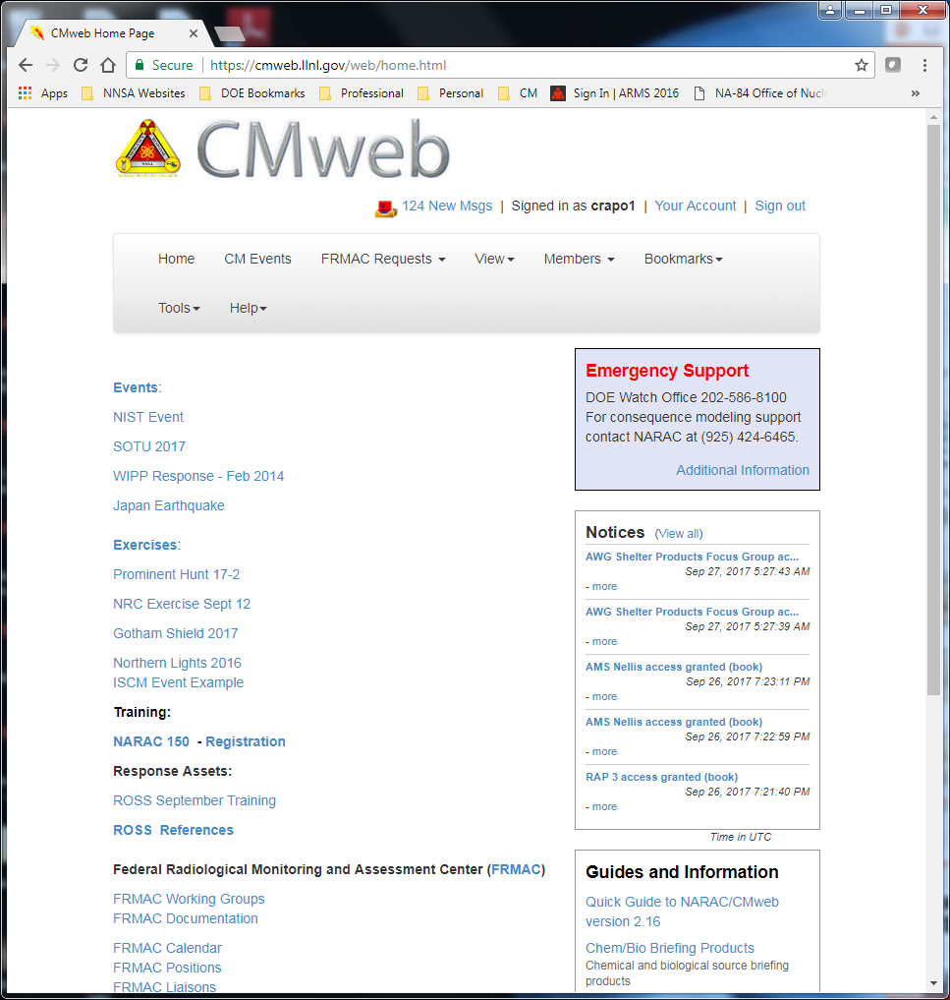 CMweb Home Page
Secure https://cmweb.llnl.gov/web/home.html
Apps NNSA Websites DOE Bookmarks Professional Personal CM Sign In | ARMS 2016 NA-84 Office of Nucl »
CMweb
124 New Msgs | Signed in as crapo1 | Your Account | Sign out
Home CM Events FRMAC Requests View Members Bookmarks
Tools Help
Events:
NIST Event
SOTU 2017
WIPP Response - Feb 2014
Japan Earthquake
Exercises:
Prominent Hunt 17-2
NRC Exercise Sept 12
Gotham Shield 2017
Northern Lights 2016
ISCM Event Example
Training:
NARAC 150 - Registration
Response Assets:
ROSS September Training
ROSS References
Federal Radiological Monitoring and Assessment Center (FRMAC)
FRMAC Working Groups
FRMAC Documentation
FRMAC Calendar
FRMAC Positions
FRMAC Liaisons
Emergency Support
DOE Watch Office 202-586-8100
For consequence modeling support
contact NARAC at (925) 424-6465.
Additional Information
Notices (View all)
AWG Shelter Products Focus Group ac...
Sep 27, 2017 5:27:43 AM
- more
AWG Shelter Products Focus Group ac...
Sep 27, 2017 5:27:39 AM
- more
AMS Nellis access granted (book)
Sep 26, 2017 7:23:11 PM
- more
AMS Nellis access granted (book)
Sep 26, 2017 7:22:59 PM
- more
RAP 3 access granted (book)
Sep 26, 2017 7:21:40 PM
- more
Time in UTC
Guides and Information
Quick Guide to NARAC/CMweb
version 2.16
Chem/Bio Briefing Products
Chemical and biological source briefing
products